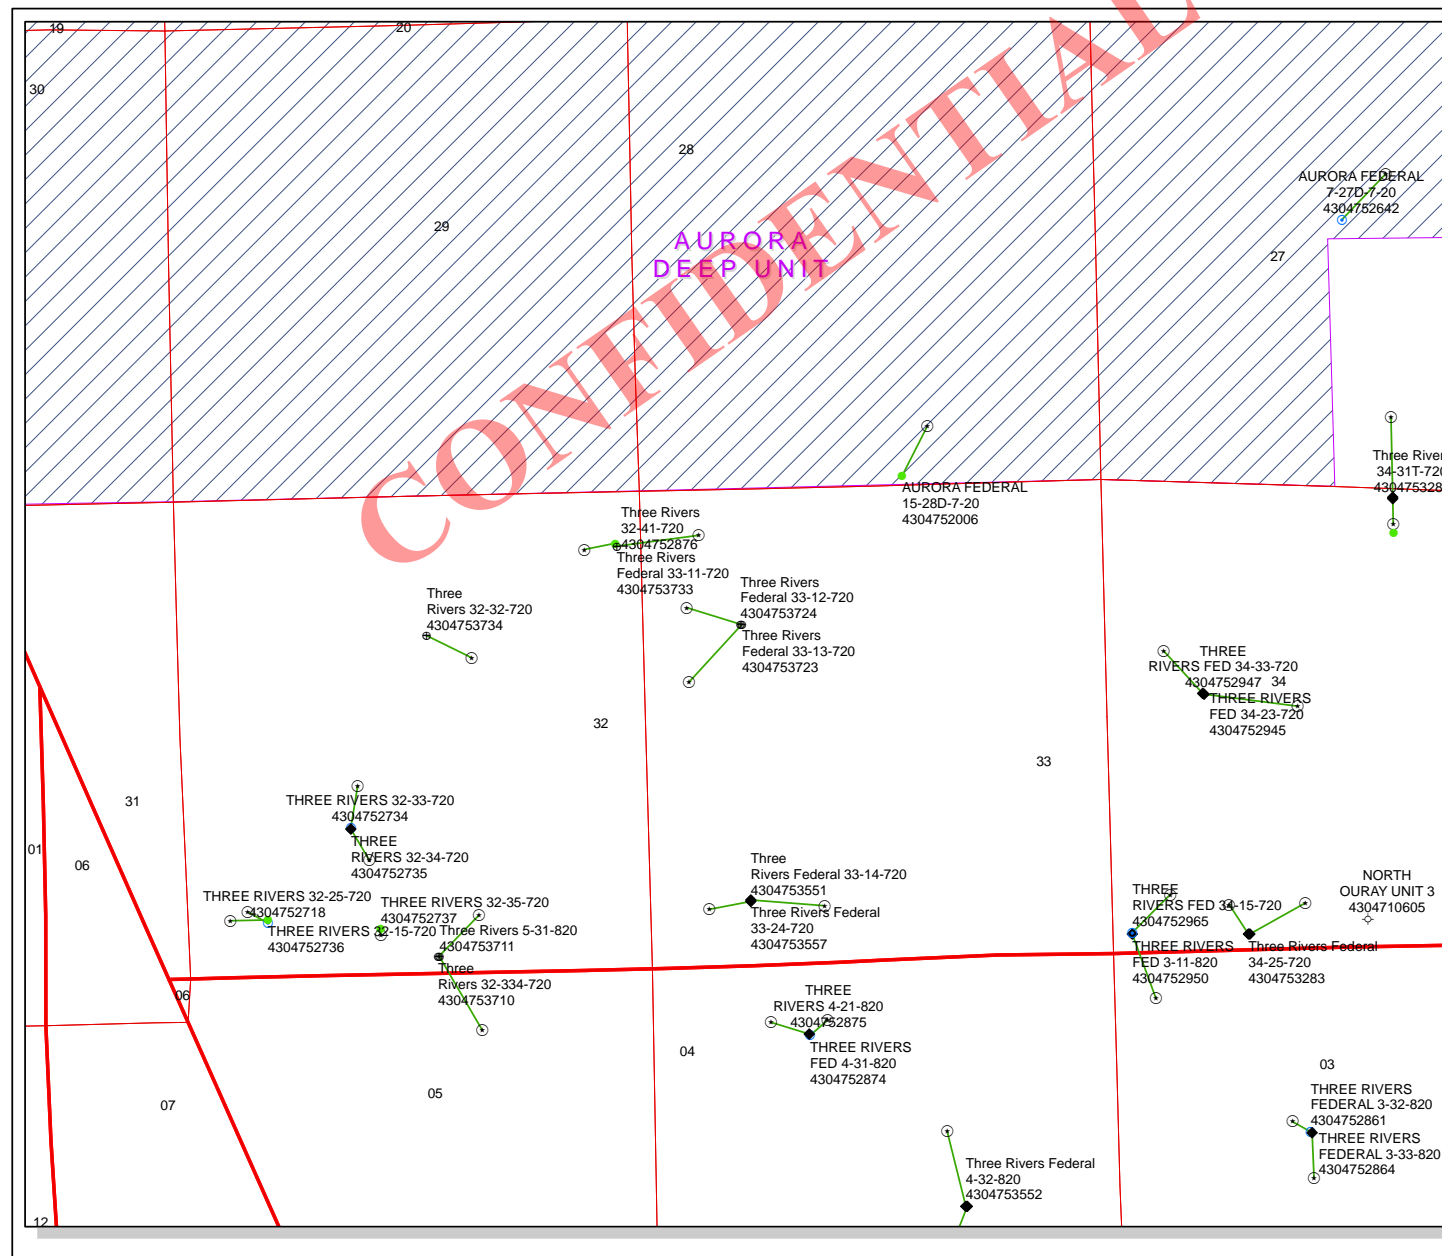 19
20
30
28
29
27
AURORA FEDERAL
7-27D-7-20
4304752642
AURORA
DEEP UNIT
CONFIDENTIAL
AURORA FEDERAL
15-28D-7-20
4304752006
34-31T-720
Three Rivers
32-41-720
4304752876
Three Rivers
Federal 33-11-720
4304753733
Three
Rivers 32-32-720
4304753734
Three Rivers
Federal 33-12-720
4304753724
Three Rivers
Federal 33-13-720
4304753723
THREE
RIVERS FED 34-33-720
4304752947
34
THREE RIVERS
FED 34-23-720
4304752945
32
33
31
01
06
THREE RIVERS 32-33-720
4304752734
THREE
RIVERS 32-34-720
4304752735
THREE RIVERS 32-25-720
4304752718
THREE RIVERS 32-15-720
4304752736
THREE RIVERS 32-35-720
4304752737
Three Rivers 5-31-820
4304753711
Three
Rivers 32-334-720
4304753710
Three
Rivers Federal 33-14-720
4304753551
Three Rivers Federal
33-24-720
4304753557
THREE
RIVERS FED 34-15-720
4304752965
THREE RIVERS
FED 3-11-820
4304752950
Three Rivers Federal
34-25-720
4304753283
NORTH
OURAY UNIT 3
4304710605
06
THREE
RIVERS 4-21-820
4304752875
THREE RIVERS
FED 4-31-820
4304752874
04
03
05
07
THREE RIVERS
FEDERAL 3-32-820
4304752861
THREE RIVERS
FEDERAL 3-33-820
4304752864
Three Rivers Federal
4-32-820
4304753552
12